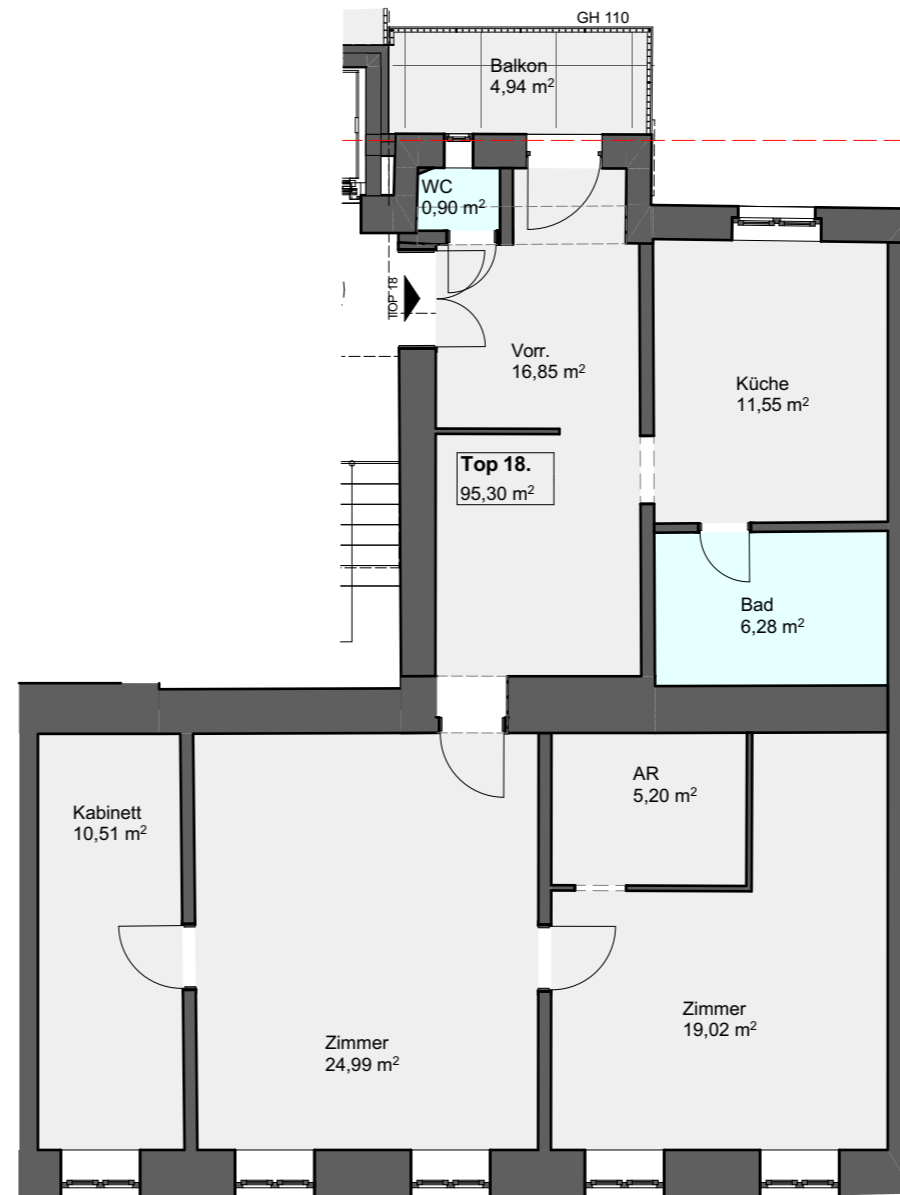 GH 110
Balkon
4,94 m²
WC
0,90 m²
TOP 18
Vorr.
16,85 m²
Küche
11,55 m²
Top 18.
95,30 m²
Bad
6,28 m²
AR
5,20 m²
Kabinett
10,51 m²
Zimmer
19,02 m²
Zimmer
24,99 m²